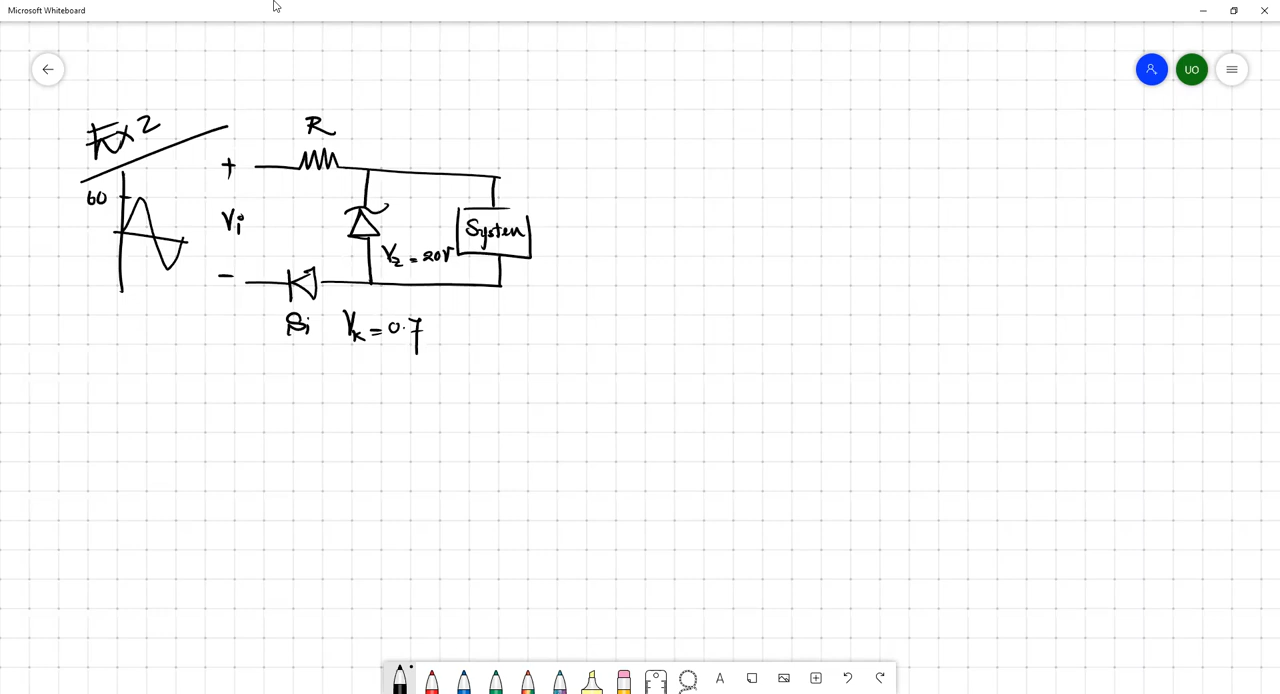 Microsoft Whiteboard
UO
Ex 2
R
+
60
Vi
System
Vz = 20V
-
Si Vk = 0.7
A